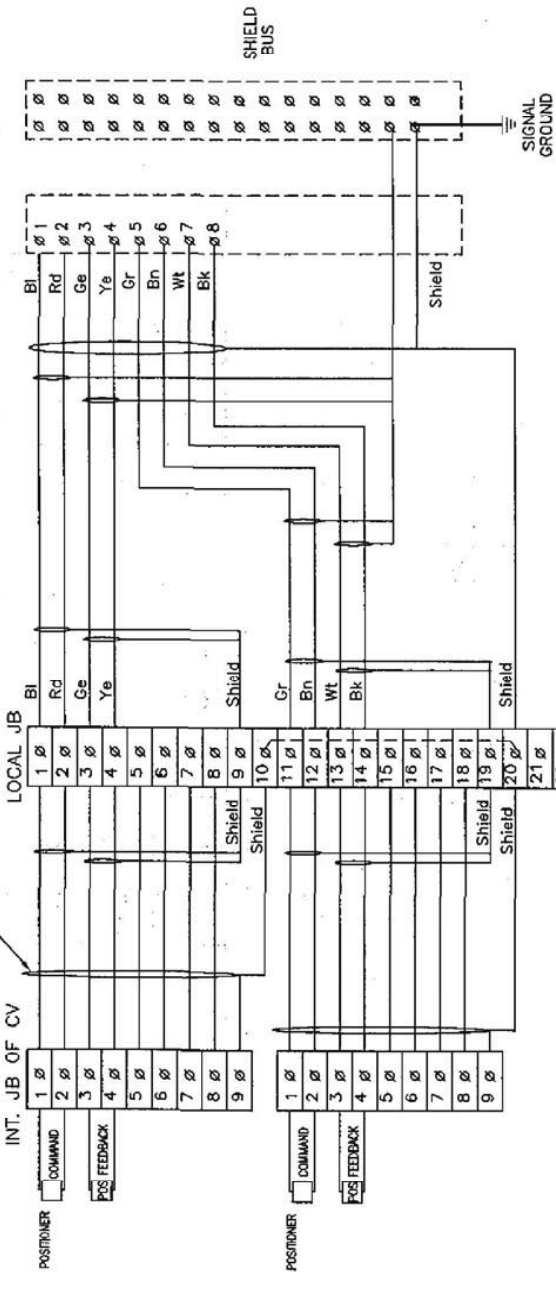 INT. JB OF CV
LOCAL JB
SHIELD
BUS
SIGNAL
GROUND
POSITIONER
COMMAND
POS FEEDBACK
1
2
3
4
5
6
7
8
9
POSITIONER
COMMAND
POS FEEDBACK
1
2
3
4
5
6
7
8
9
Shield
Shield
Shield
Shield
1
2
3
4
5
6
7
8
9
10
11
12
13
14
15
16
17
18
19
20
21
Bl
Rd
Ge
Ye
Shield
Gr
Bn
Wt
Bk
Shield
Bl
Rd
Ge
Ye
Gr
Bn
Wt
Bk
Shield
1
2
3
4
5
6
7
8